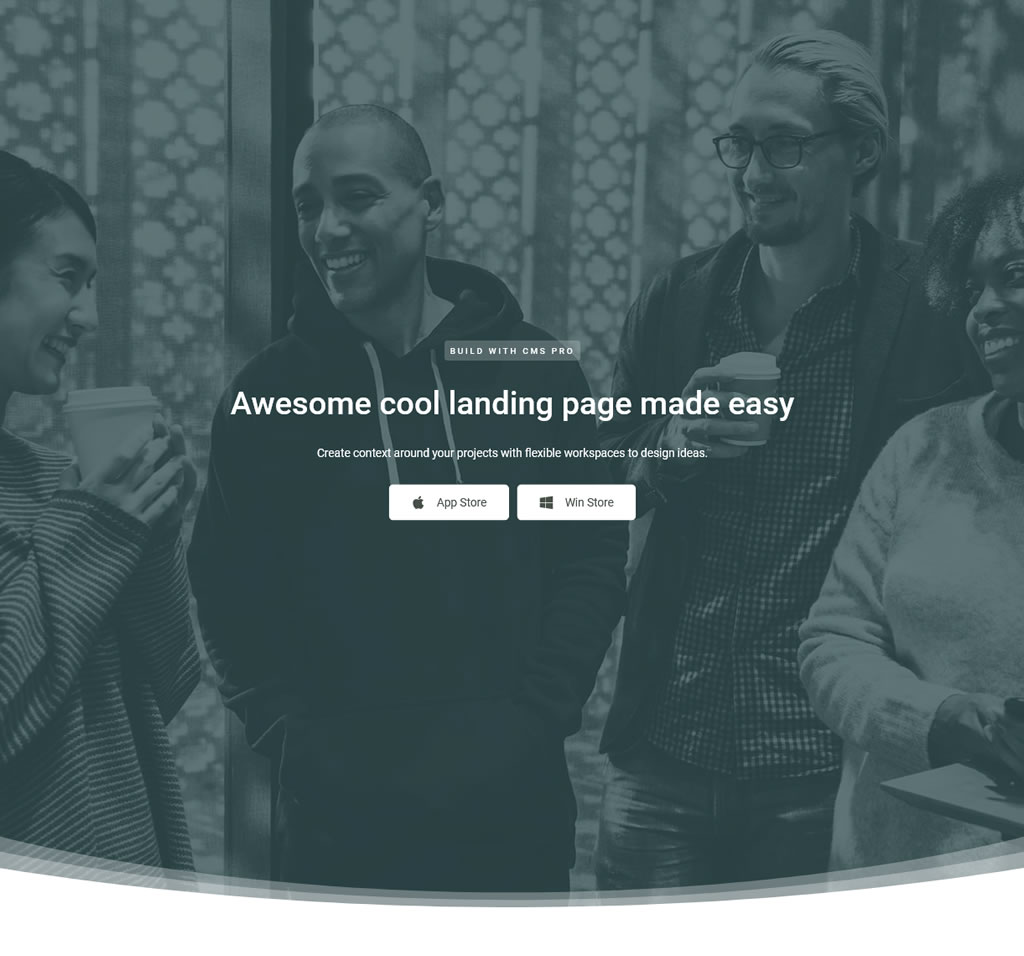 BUILD WITH CMS PRO
Awesome cool landing page made easy
Create context around your projects with flexible workspaces to design ideas.
App Store
Win Store